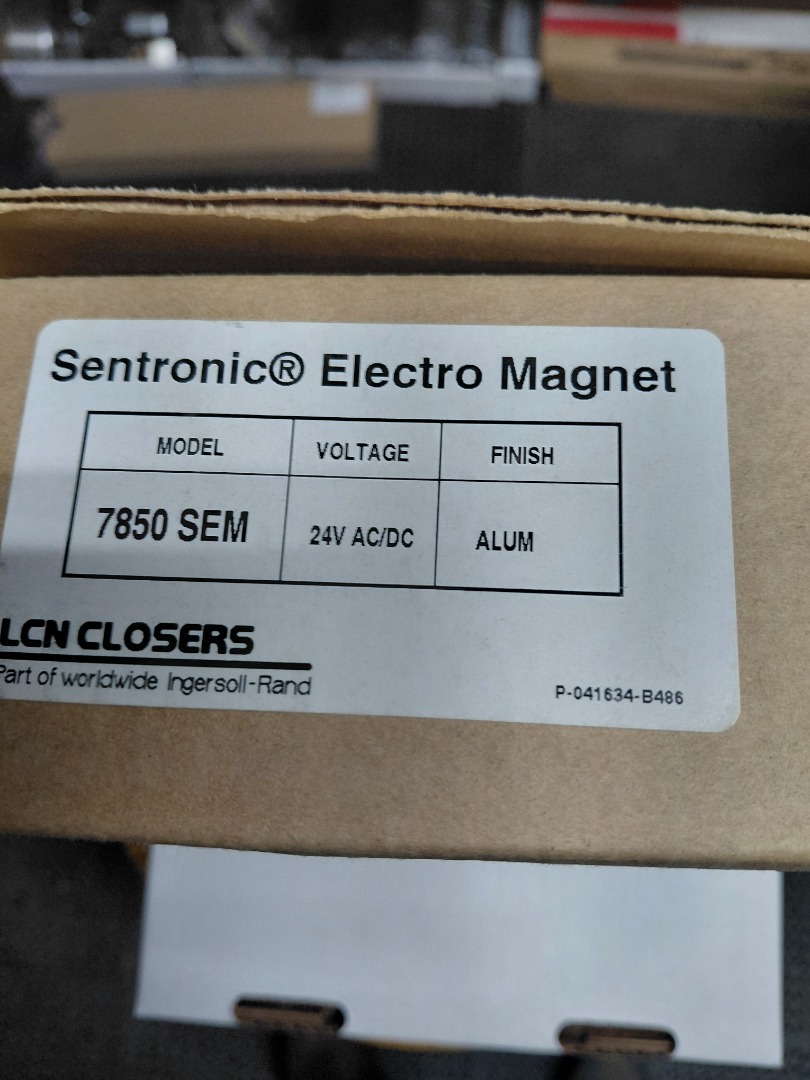 Sentronic® Electro Magnet
MODEL VOLTAGE FINISH
7850 SEM 24V AC/DC ALUM
LCN CLOSERS
Part of worldwide Ingersoll-Rand
P-041634-B486